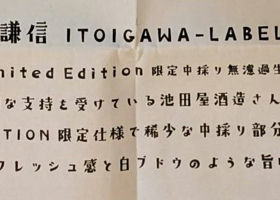 謙信 ITOIGAWA-LABEL
mited Edition 限定中採り無濾過生
な支持を受けている池田屋酒造さん
TION 限定仕様で稀少な中採り部分
フレッシュ感と白ブドウのような旨